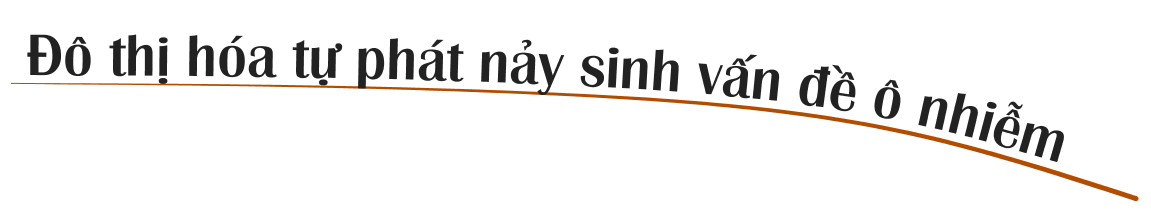 Đô thị hóa tự phát nảy sinh vấn đề ô nhiễm